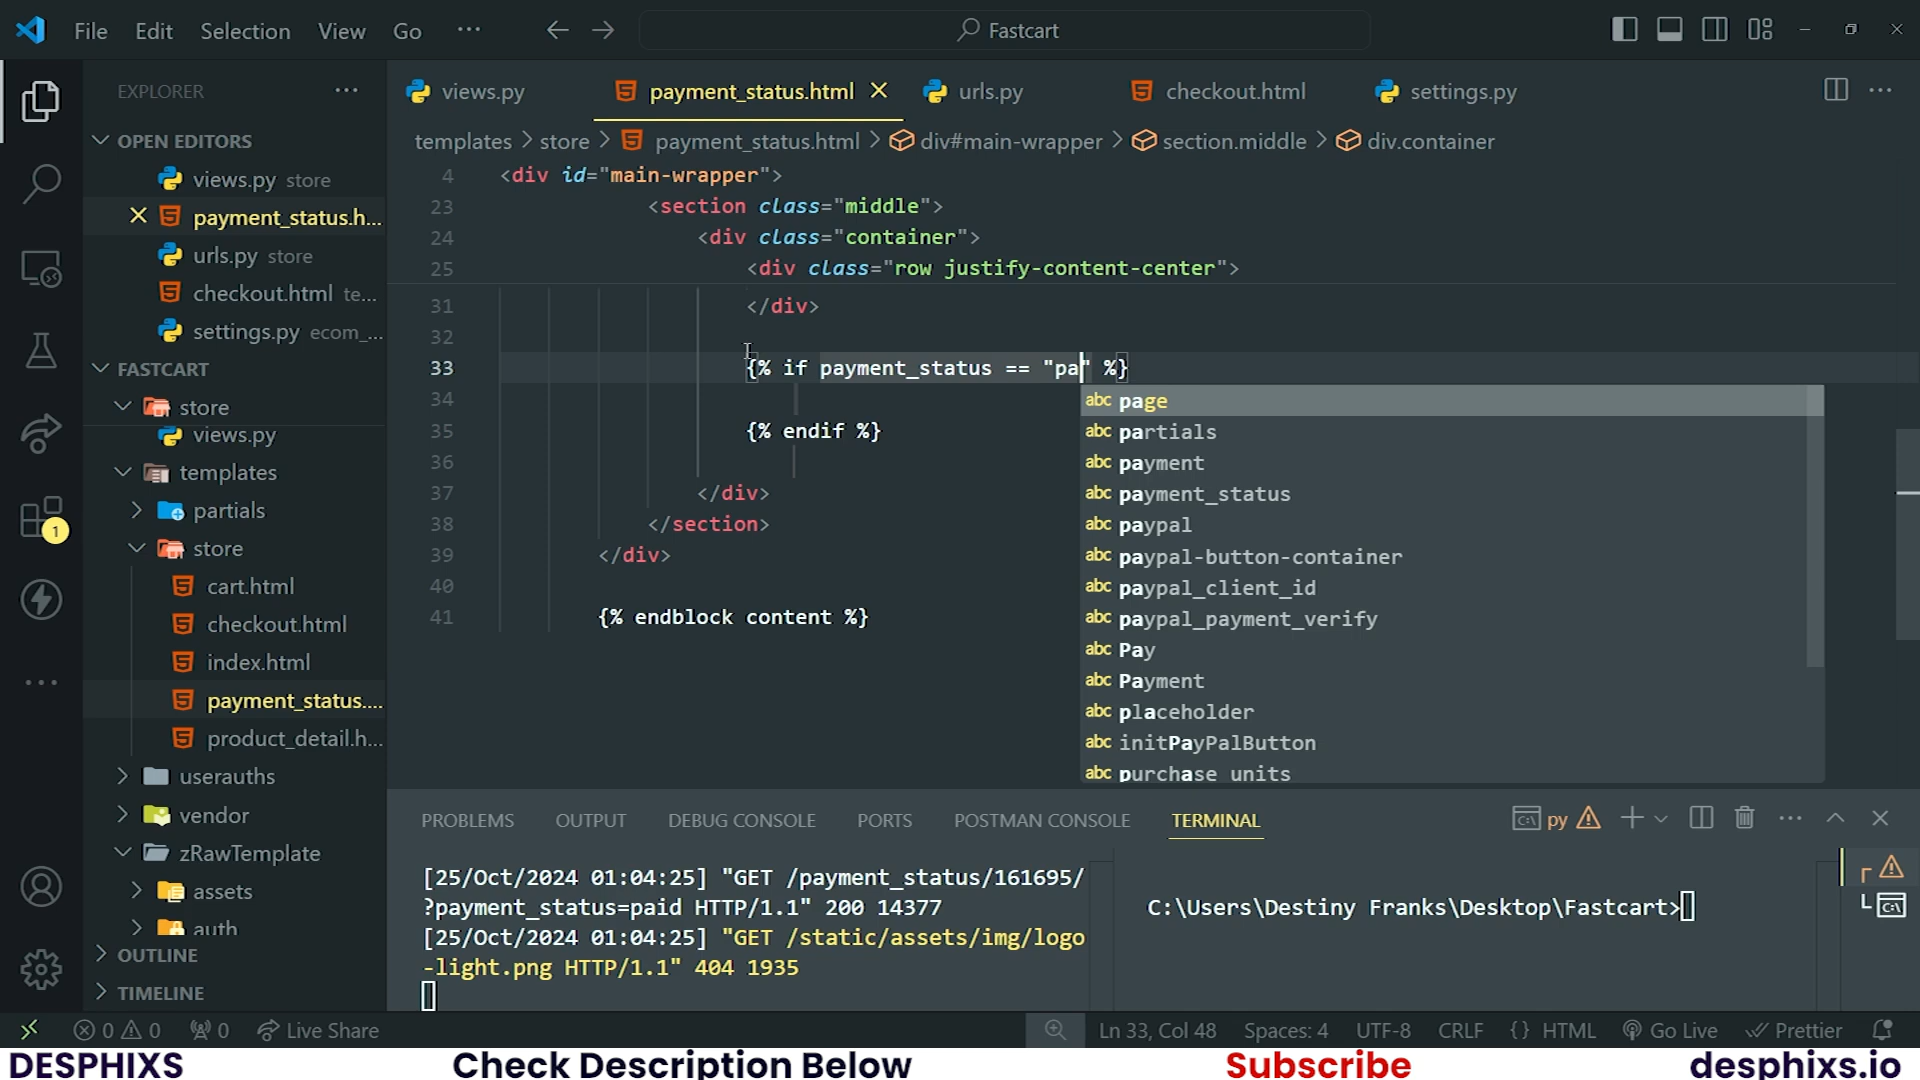 File Edit Selection View Go ··· Fastcart
EXPLORER ···
OPEN EDITORS
views.py store
payment_status.h...
urls.py store
checkout.html te...
settings.py ecom_...
FASTCART
store
views.py
templates
partials
store
cart.html
checkout.html
index.html
payment_status....
product_detail.h...
userauths
vendor
zRawTemplate
assets
auth
OUTLINE
TIMELINE
1
views.py payment_status.html urls.py checkout.html settings.py
templates > store > payment_status.html > div#main-wrapper > section.middle > div.container
4 <div id="main-wrapper">
23 <section class="middle">
24 <div class="container">
25 <div class="row justify-content-center">
31 </div>
32
33 {% if payment_status == "pa" %}
34
35 {% endif %}
36
37 </div>
38 </section>
39 </div>
40
41 {% endblock content %}
abc page
abc partials
abc payment
abc payment_status
abc paypal
abc paypal-button-container
abc paypal_client_id
abc paypal_payment_verify
abc Pay
abc Payment
abc placeholder
abc initPayPalButton
abc purchase_units
PROBLEMS OUTPUT DEBUG CONSOLE PORTS POSTMAN CONSOLE TERMINAL py
[25/Oct/2024 01:04:25] "GET /payment_status/161695/
?payment_status=paid HTTP/1.1" 200 14377
[25/Oct/2024 01:04:25] "GET /static/assets/img/logo
-light.png HTTP/1.1" 404 1935
C:\Users\Destiny Franks\Desktop\Fastcart>
0 0 0 Live Share Ln 33, Col 48 Spaces: 4 UTF-8 CRLF {} HTML Go Live Prettier
DESPHIXS Check Description Below Subscribe desphixs.io